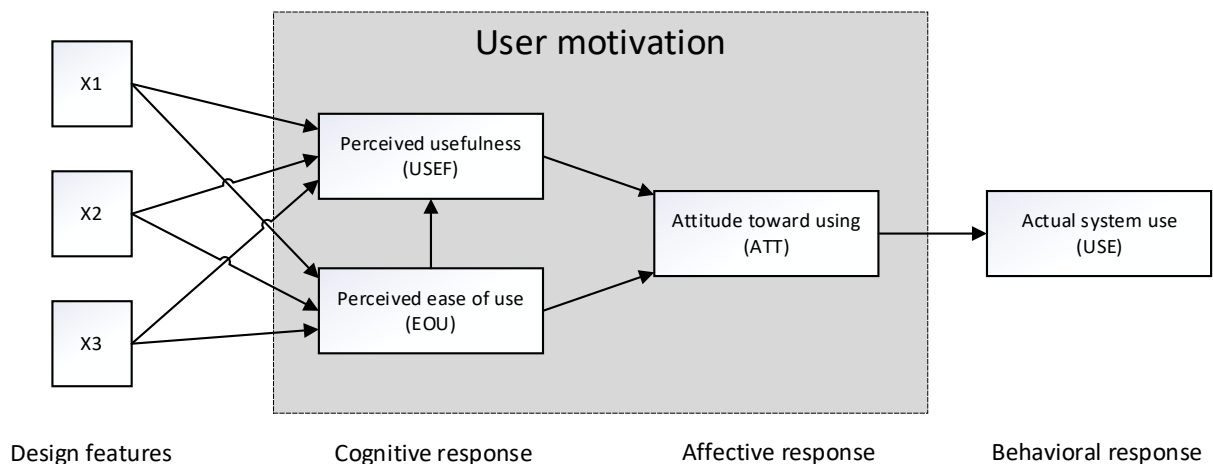 User motivation
X1
X2
X3
Perceived usefulness
(USEF)
Perceived ease of use
(EOU)
Attitude toward using
(ATT)
Actual system use
(USE)
Design features
Cognitive response
Affective response
Behavioral response